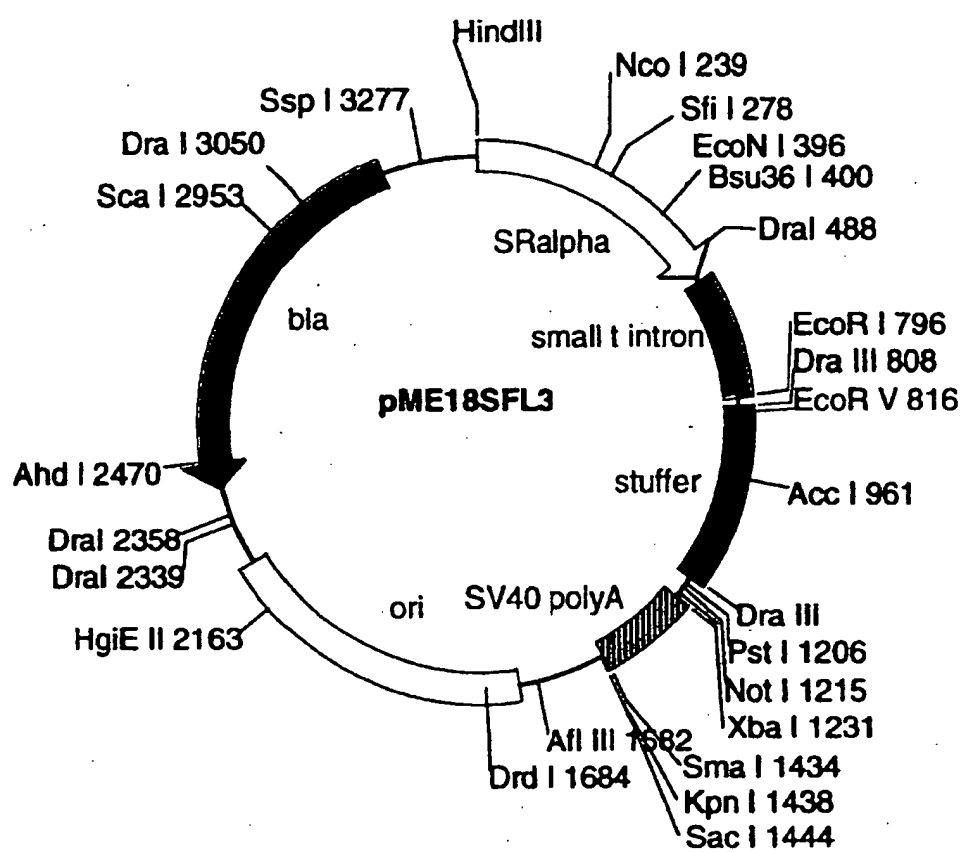 HindIII
Nco I 239
Sfi I 278
EcoN I 396
Bsu36 I 400
DraI 488
SRalpha
small t intron
EcoR I 796
Dra III 808
EcoR V 816
stuffer
Acc I 961
Dra III
Pst I 1206
Not I 1215
Xba I 1231
SV40 polyA
Sma I 1434
Kpn I 1438
Sac I 1444
Afl III 1682
Drd I 1684
ori
HgiE II 2163
DraI 2339
DraI 2358
Ahd I 2470
bla
Sca I 2953
Dra I 3050
Ssp I 3277
pME18SFL3